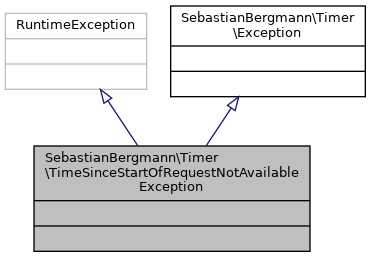 RuntimeException
SebastianBergmann\Timer
\Exception
SebastianBergmann\Timer
\TimeSinceStartOfRequestNotAvailable
Exception